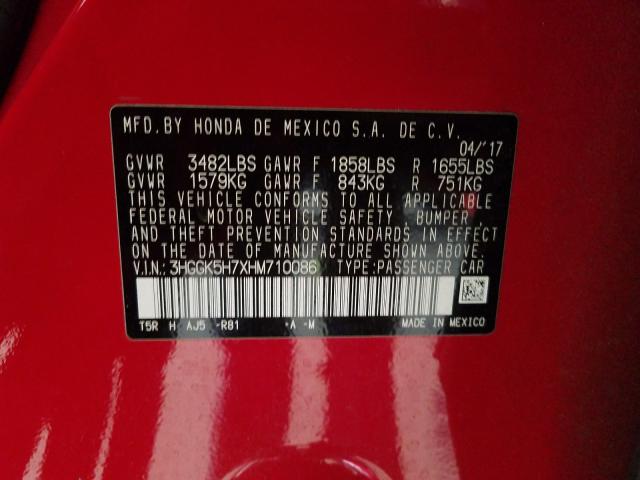 MFD. BY HONDA DE MEXICO S.A. DE C.V.
04/'17
GVWR 3482LBS GAWR F 1858LBS R 1655LBS
GVWR 1579KG GAWR F 843KG R 751KG
THIS VEHICLE CONFORMS TO ALL APPLICABLE
FEDERAL MOTOR VEHICLE SAFETY, BUMPER,
AND THEFT PREVENTION STANDARDS IN EFFECT
ON THE DATE OF MANUFACTURE SHOWN ABOVE.
V.I.N.: 3HGGK5H7XHM710086 TYPE: PASSENGER CAR
T5R H AJ5 -R81 -A -M MADE IN MEXICO